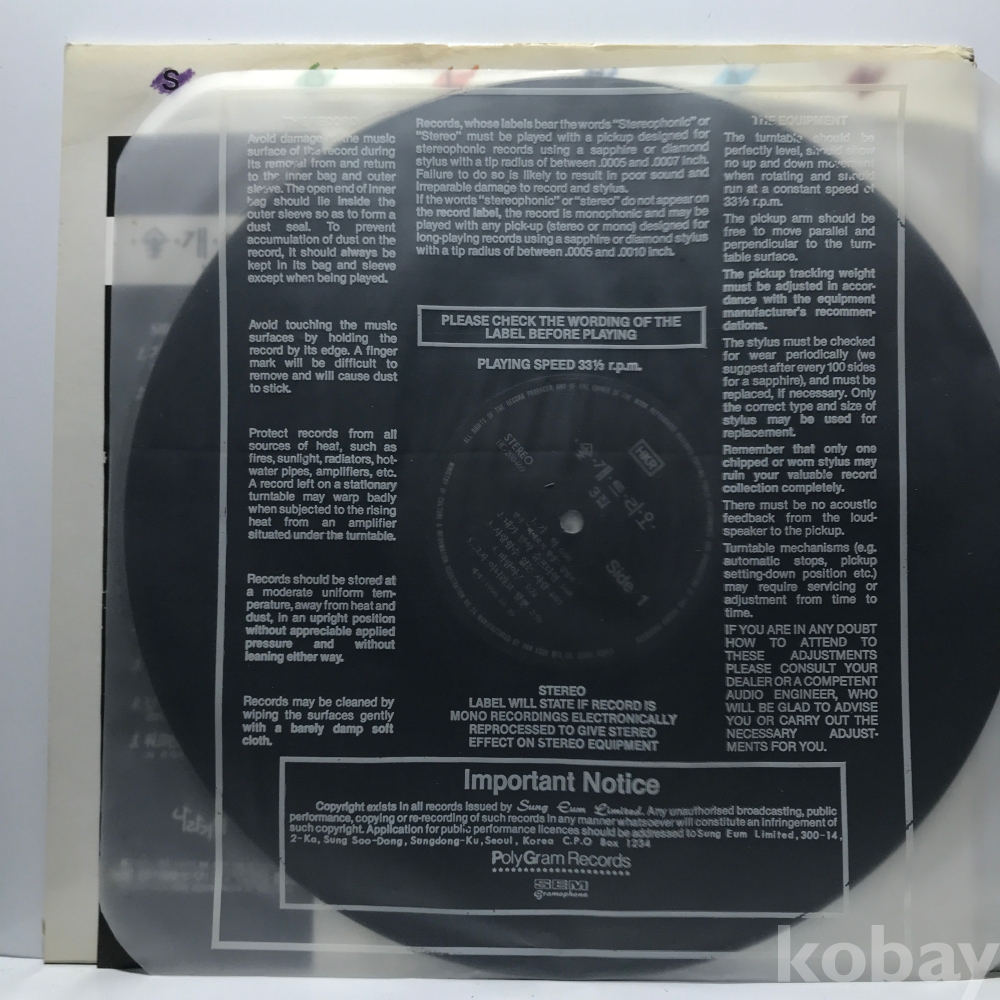 S
THE RECORD
Avoid damage to the music
surface of the record during
its removal from and return
to the inner bag and outer
sleeve. The open end of inner
bag should lie inside the
outer sleeve so as to form a
dust seal. To prevent
accumulation of dust on the
record, it should always be
kept in its bag and sleeve
except when being played.
Avoid touching the music
surfaces by holding the
record by its edge. A finger
mark will be difficult to
remove and will cause dust
to stick.
Protect records from all
sources of heat, such as
fires, sunlight, radiators, hot-
water pipes, amplifiers, etc.
A record left on a stationary
turntable may warp badly
when subjected to the rising
heat from an amplifier
situated under the turntable.
Records should be stored at
a moderate uniform tem-
perature, away from heat and
dust, in an upright position
without appreciable applied
pressure and without
leaning either way.
Records may be cleaned by
wiping the surfaces gently
with a barely damp soft
cloth.
Records, whose labels bear the words "Stereophonic" or
"Stereo" must be played with a pickup designed for
stereophonic records using a sapphire or diamond
stylus with a tip radius of between .0005 and .0007 inch.
Failure to do so is likely to result in poor sound and
irreparable damage to record and stylus.
If the words "stereophonic" or "stereo" do not appear on
the record label, the record is monophonic and may be
played with any pick-up (stereo or mono) designed for
long-playing records using a sapphire or diamond stylus
with a tip radius of between .0005 and .0010 inch.
PLEASE CHECK THE WORDING OF THE
LABEL BEFORE PLAYING
PLAYING SPEED 33⅓ r.p.m.
STEREO
HKR
솔·개·트·리·오
3집
Side 1
STEREO
LABEL WILL STATE IF RECORD IS
MONO RECORDINGS ELECTRONICALLY
REPROCESSED TO GIVE STEREO
EFFECT ON STEREO EQUIPMENT
THE EQUIPMENT
The turntable should be
perfectly level, should show
no up and down movement
when rotating and should
run at a constant speed of
33⅓ r.p.m.
The pickup arm should be
free to move parallel and
perpendicular to the turn-
table surface.
The pickup tracking weight
must be adjusted in accor-
dance with the equipment
manufacturer's recommen-
dations.
The stylus must be checked
for wear periodically (we
suggest after every 100 sides
for a sapphire), and must be
replaced, if necessary. Only
the correct type and size of
stylus may be used for
replacement.
Remember that only one
chipped or worn stylus may
ruin your valuable record
collection completely.
There must be no acoustic
feedback from the loud-
speaker to the pickup.
Turntable mechanisms (e.g.
automatic stops, pickup
setting-down position etc.)
may require servicing or
adjustment from time to
time.
IF YOU ARE IN ANY DOUBT
HOW TO ATTEND TO
THESE ADJUSTMENTS
PLEASE CONSULT YOUR
DEALER OR A COMPETENT
AUDIO ENGINEER, WHO
WILL BE GLAD TO ADVISE
YOU OR CARRY OUT THE
NECESSARY ADJUST-
MENTS FOR YOU.
Important Notice
Copyright exists in all records issued by Sung Eum Limited. Any unauthorised broadcasting, public
performance, copying or re-recording of such records in any manner whatsoever will constitute an infringement of
such copyright. Application for public performance licences should be addressed to Sung Eum Limited, 300-14,
2-Ka, Sung Soo-Dong, Sungdong-Ku, Seoul, Korea C.P.O Box 1234
PolyGram Records
SEM
Gramophone
kobay